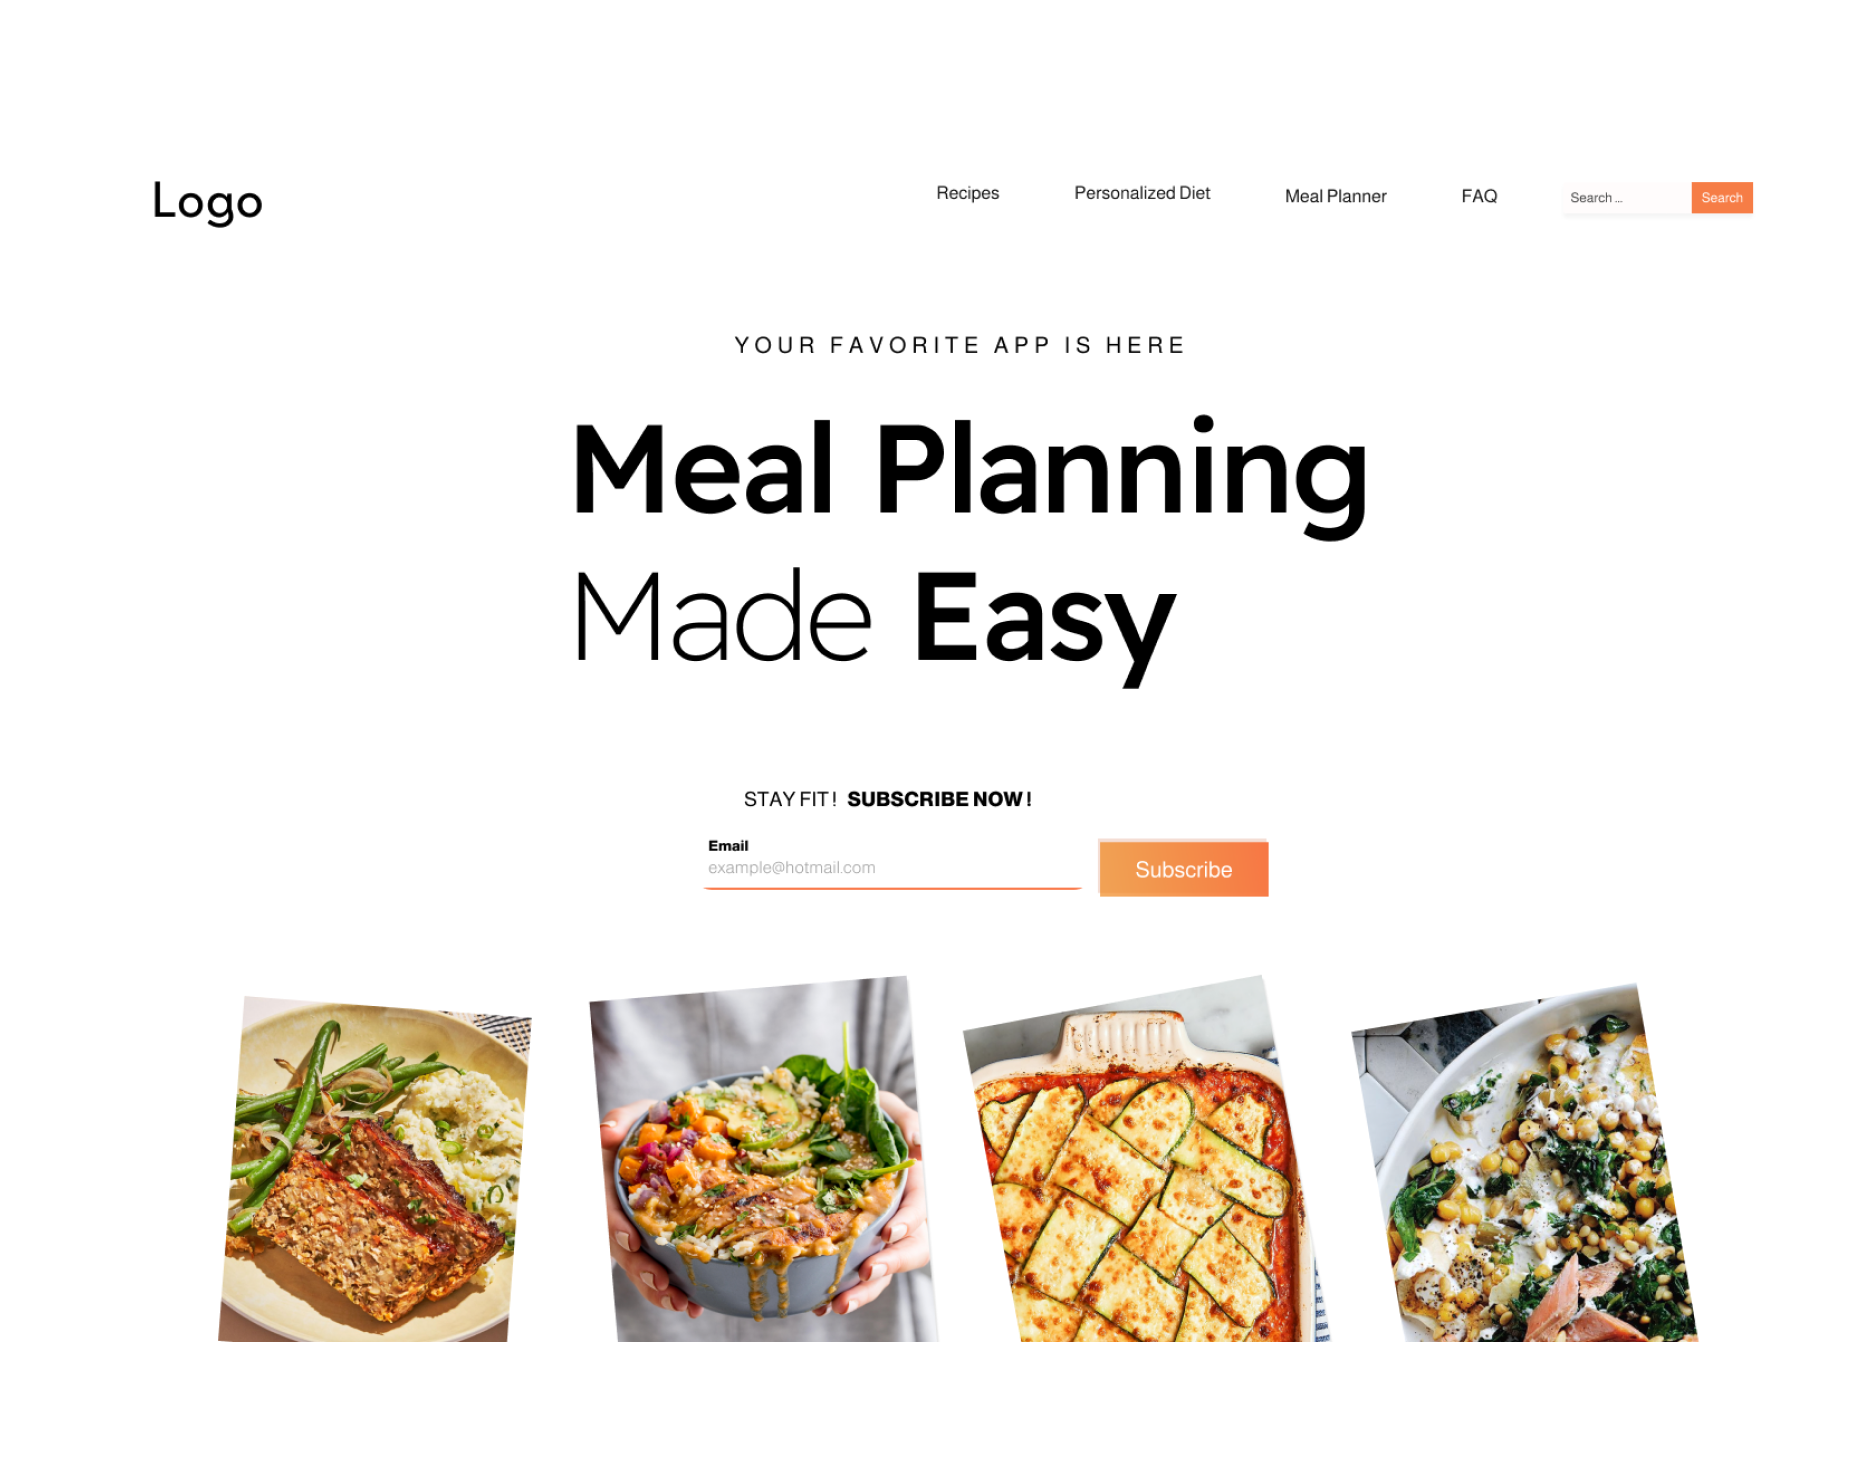 Logo
Recipes Personalized Diet Meal Planner FAQ Search ... Search
YOUR FAVORITE APP IS HERE
Meal Planning
Made Easy
STAY FIT! SUBSCRIBE NOW!
Email
example@hotmail.com
Subscribe